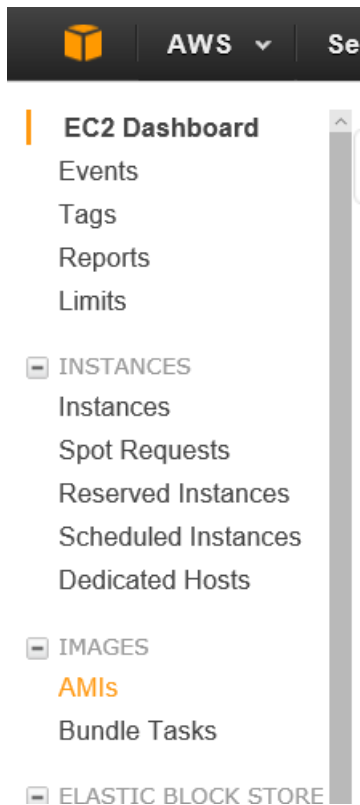 AWS Se
EC2 Dashboard
Events
Tags
Reports
Limits
INSTANCES
Instances
Spot Requests
Reserved Instances
Scheduled Instances
Dedicated Hosts
IMAGES
AMIs
Bundle Tasks
ELASTIC BLOCK STORE